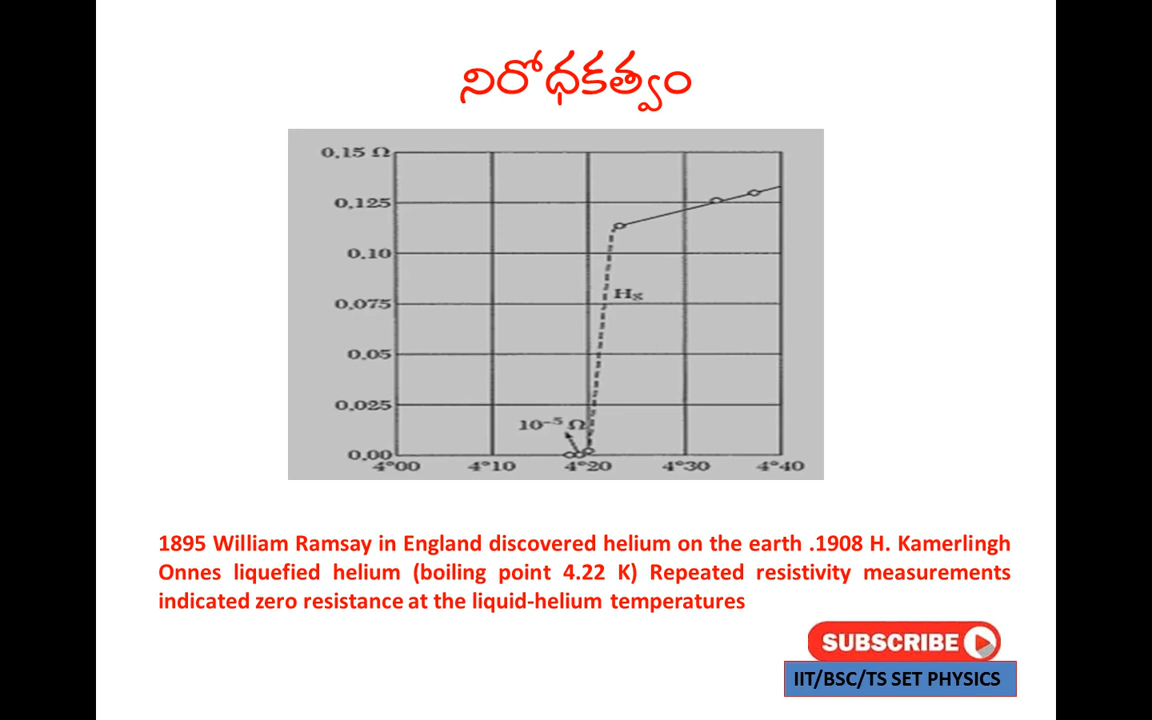 నిరోధకత్వం
0.15 Ω
0.125
0.10
Hg
0.075
0.05
0.025
10⁻⁵ Ω
0.00
4°00 4°10 4°20 4°30 4°40
1895 William Ramsay in England discovered helium on the earth .1908 H. Kamerlingh
Onnes liquefied helium (boiling point 4.22 K) Repeated resistivity measurements
indicated zero resistance at the liquid-helium temperatures
SUBSCRIBE
IIT/BSC/TS SET PHYSICS